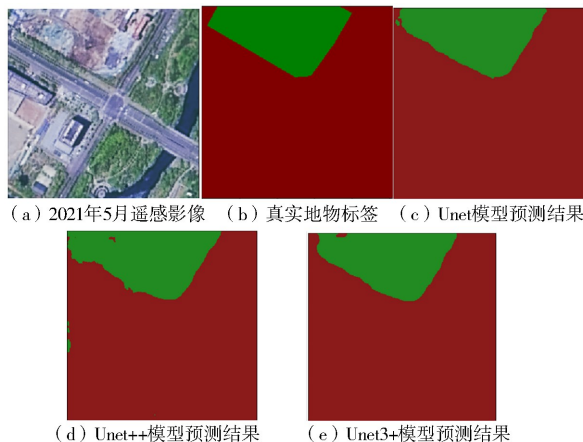 （a）2021年5月遥感影像
（b）真实地物标签
（c）Unet模型预测结果
（d）Unet++模型预测结果
（e）Unet3+模型预测结果